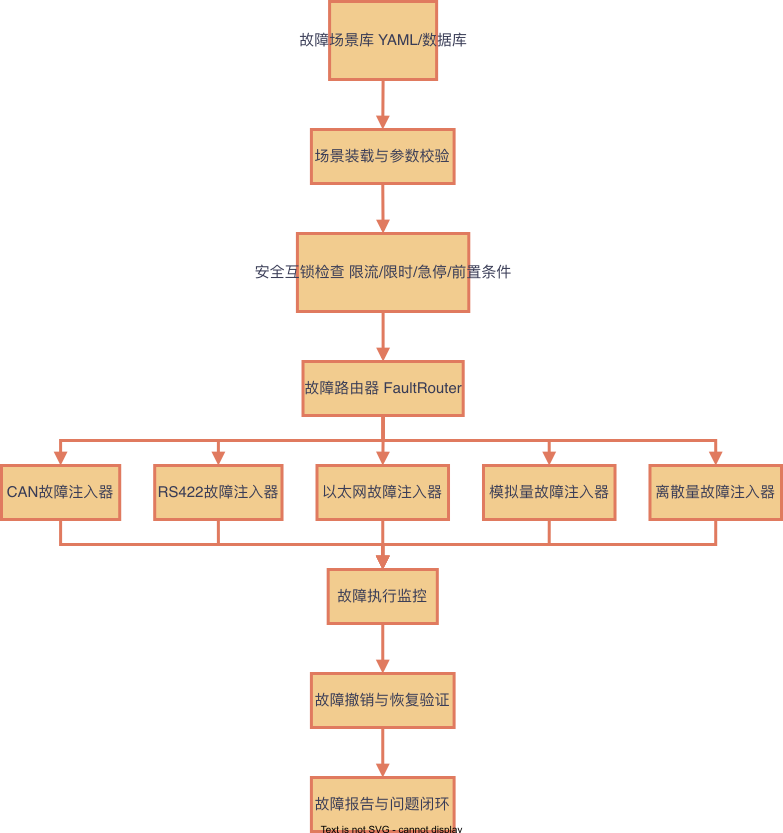 故障场景库 YAML/数据库
场景装载与参数校验
安全互锁检查 限流/限时/急停/前置条件
故障路由器 FaultRouter
CAN故障注入器
RS422故障注入器
以太网故障注入器
模拟量故障注入器
离散量故障注入器
故障执行监控
故障撤销与恢复验证
故障报告与问题闭环
Text is not SVG - cannot display